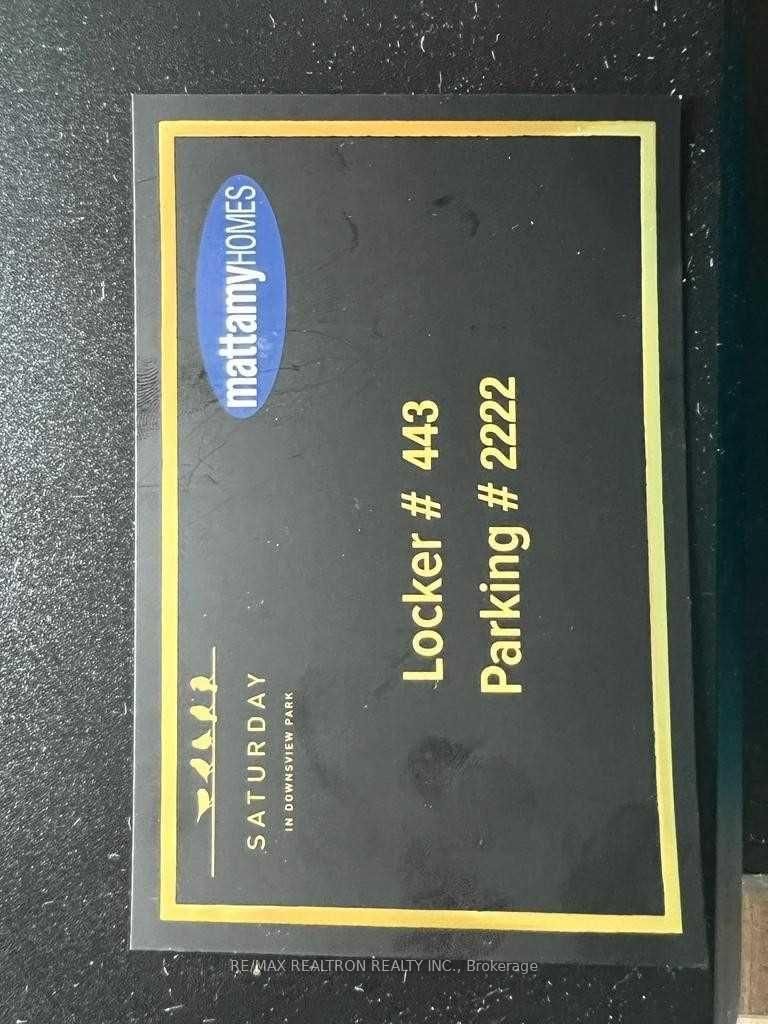 SATURDAY
IN DOWNSVIEW PARK
mattamyHOMES
Locker # 443
Parking # 2222
RE/MAX REALTRON REALTY INC., Brokerage